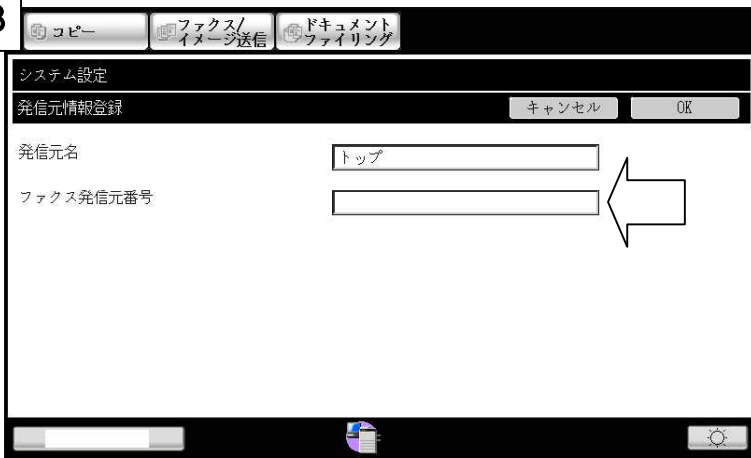 3
コピー
ファクス/
イメージ送信
ドキュメント
ファイリング
システム設定
発信元情報登録
キャンセル
OK
発信元名
トップ
ファクス発信元番号